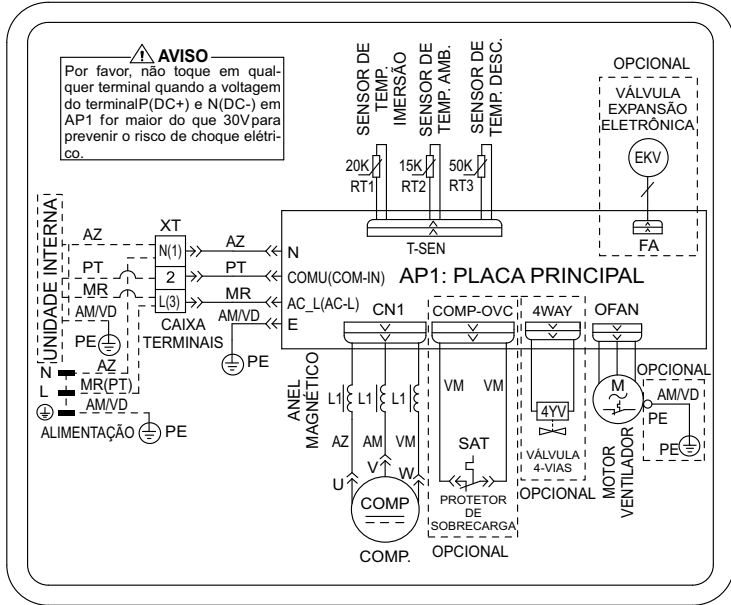 AVISO
Por favor, não toque em qual-
quer terminal quando a voltagem
do terminalP(DC+) e N(DC-) em
AP1 for maior do que 30Vpara
prevenir o risco de choque elétri-
co.
SENSOR DE
TEMP.
IMERSÃO
SENSOR DE
TEMP. AMB.
SENSOR DE
TEMP. DESC.
20K
RT1
15K
RT2
50K
RT3
T-SEN
OPCIONAL
VÁLVULA
EXPANSÃO
ELETRÔNICA
EKV
FA
UNIDADE INTERNA
AZ
PT
MR
AM/VD
PE
XT
N(1)
2
L(3)
CAIXA
TERMINAIS
AZ
PT
MR
AM/VD
PE
N
COMU(COM-IN)
AC_L(AC-L)
E
AP1: PLACA PRINCIPAL
N
L
AZ
MR(PT)
AM/VD
ALIMENTAÇÃO
PE
CN1
COMP-OVC
4WAY
OFAN
ANEL
MAGNÉTICO
L1
L1
L1
AZ
AM
VM
U
V
W
COMP
COMP.
VM
VM
SAT
PROTETOR
DE
SOBRECARGA
OPCIONAL
4YV
VÁLVULA
4-VIAS
OPCIONAL
M
MOTOR
VENTILADOR
OPCIONAL
AM/VD
PE
PE